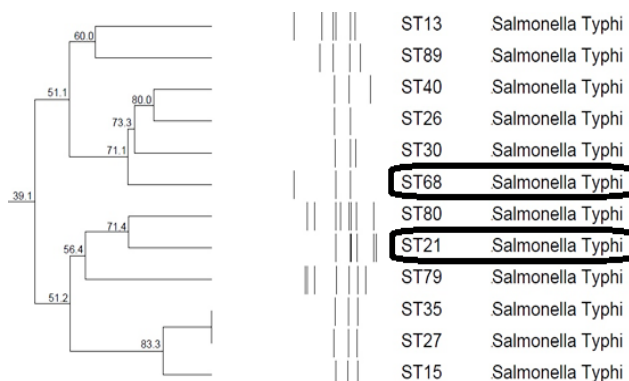 60.0 ST13 .Salmonella Typhi
51.1 ST89 .Salmonella Typhi
80.0 ST40 .Salmonella Typhi
73.3 ST26 .Salmonella Typhi
71.1 ST30 .Salmonella Typhi
39.1 ST68 .Salmonella Typhi
71.4 ST80 .Salmonella Typhi
56.4 ST21 .Salmonella Typhi
51.2 ST79 .Salmonella Typhi
ST35 .Salmonella Typhi
83.3 ST27 .Salmonella Typhi
ST15 .Salmonella Typhi